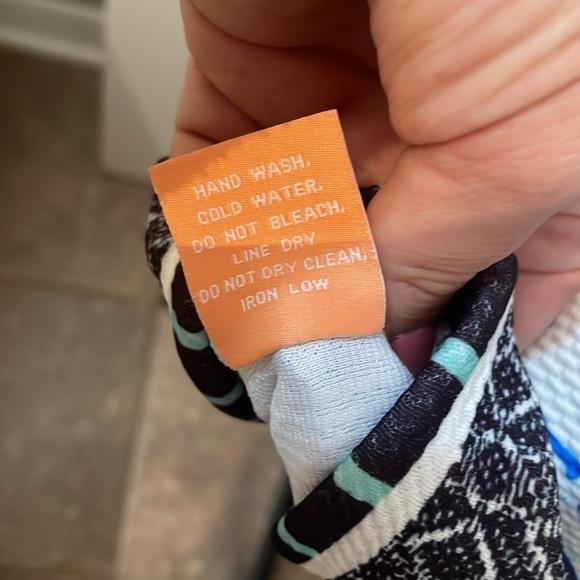 HAND WASH,
COLD WATER,
DO NOT BLEACH,
LINE DRY
DO NOT DRY CLEAN,
IRON LOW